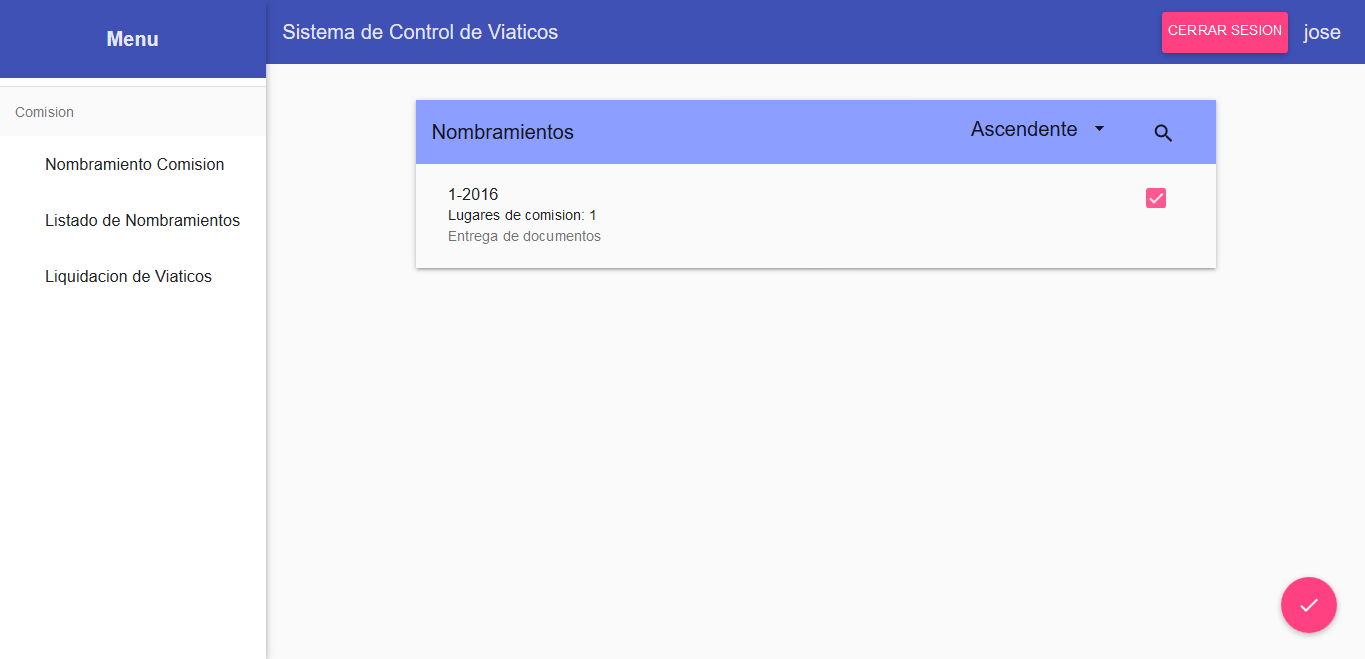 Menu
Sistema de Control de Viaticos
CERRAR SESION
jose
Comision
Nombramiento Comision
Listado de Nombramientos
Liquidacion de Viaticos
Nombramientos
Ascendente
1-2016
Lugares de comision: 1
Entrega de documentos